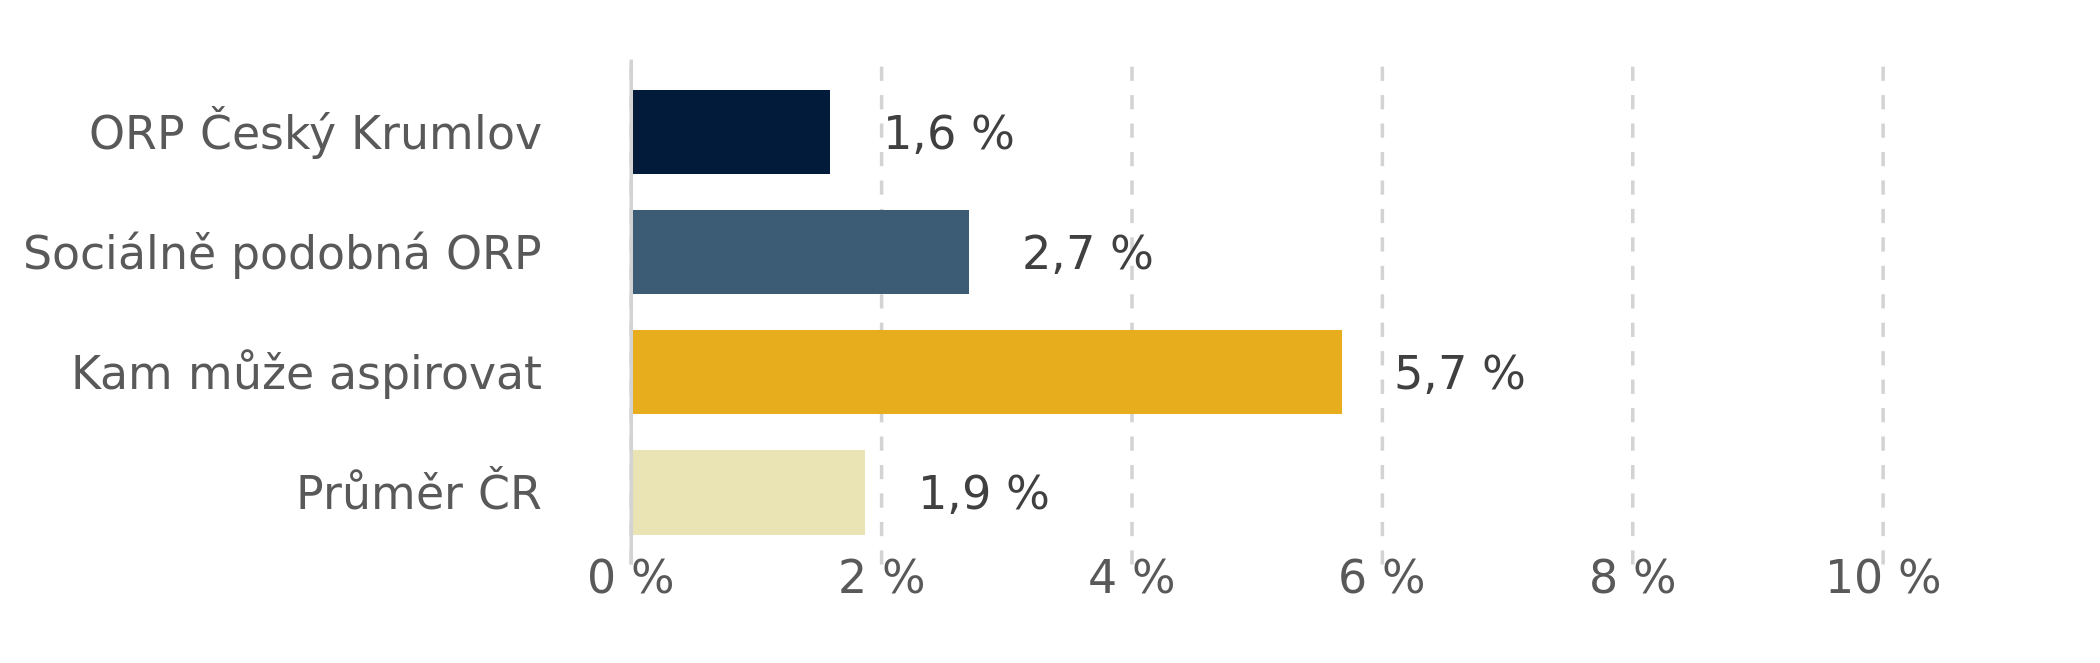 ORP Český Krumlov 1,6 %
Sociálně podobná ORP 2,7 %
Kam může aspirovat 5,7 %
Průměr ČR 1,9 %
0 % 2 % 4 % 6 % 8 % 10 %